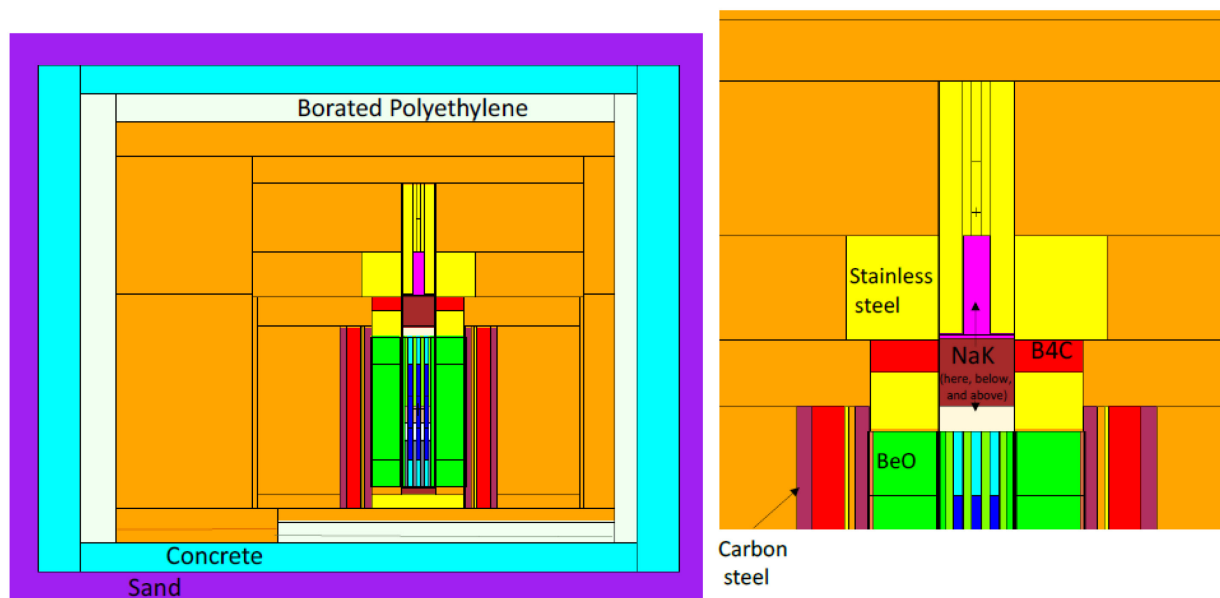 Borated Polyethylene
Concrete
Sand
Stainless
steel
NaK
B4C
(here, below,
and above)
BeO
Carbon
steel